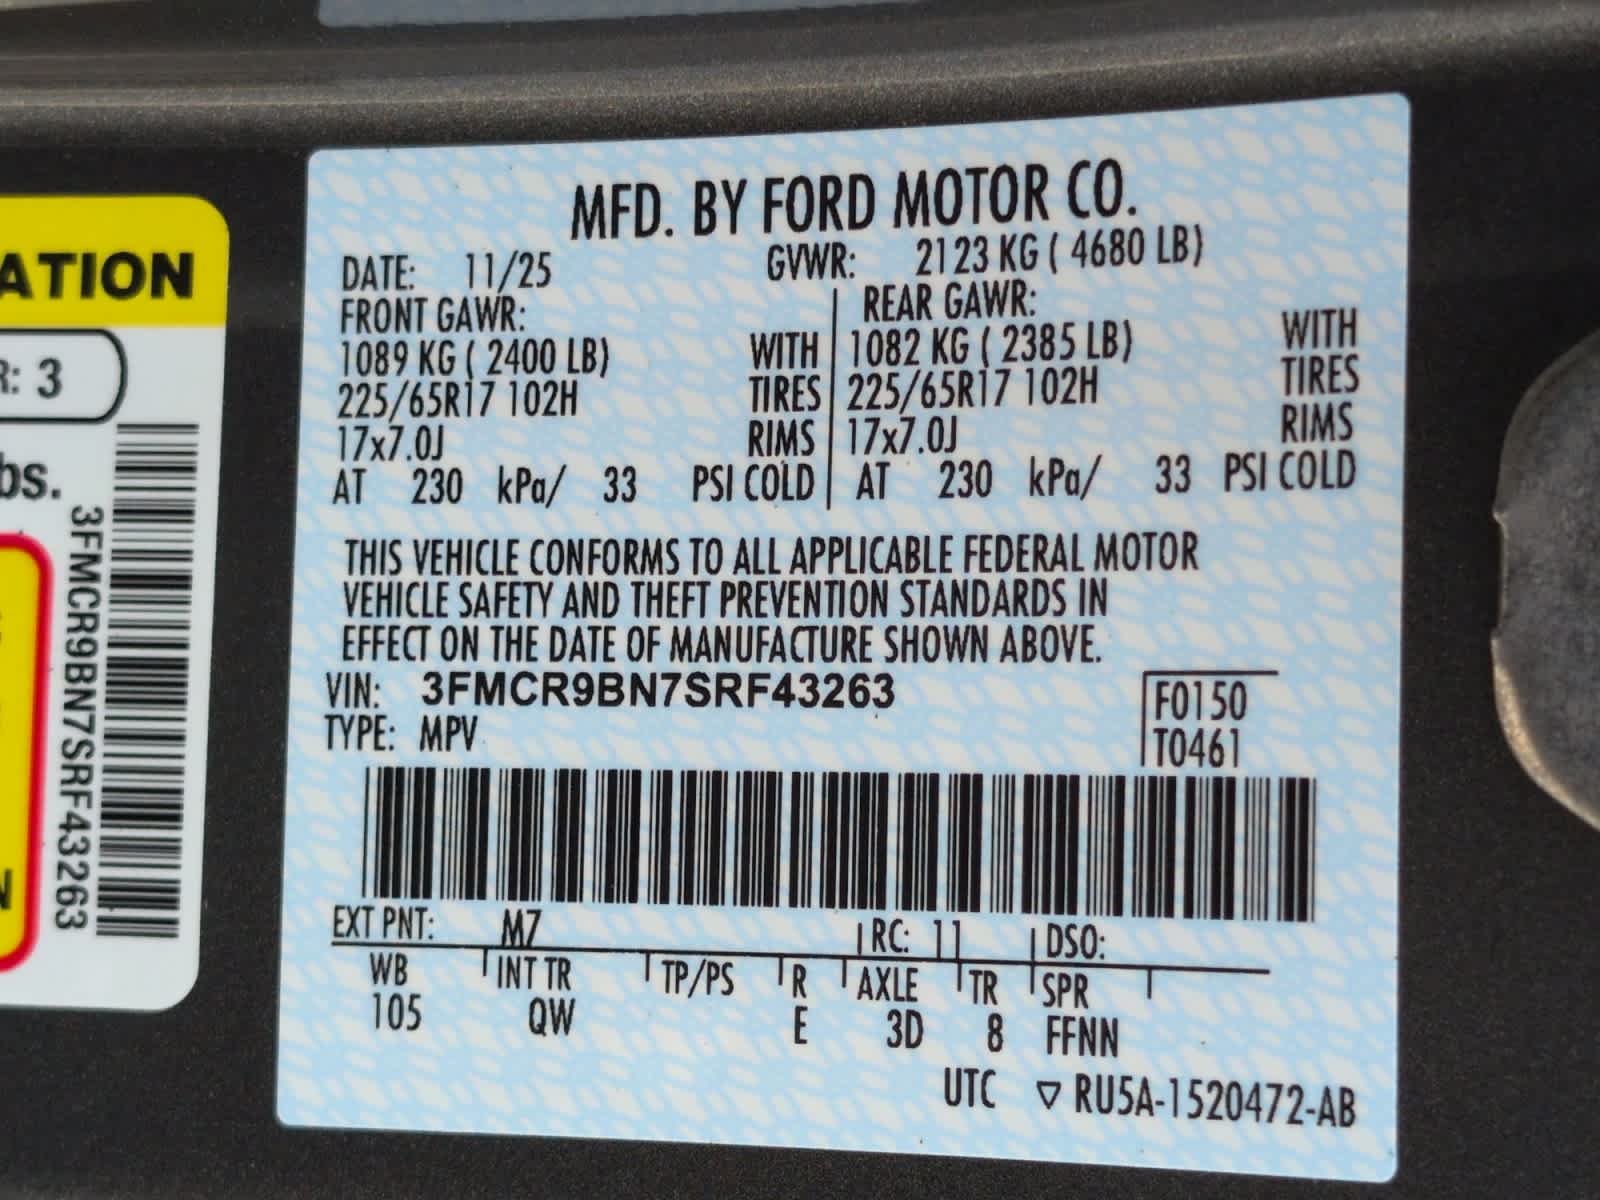 ATION
R: 3
bs.
3FMCR9BN7SRF43263
N
MFD. BY FORD MOTOR CO.
DATE: 11/25 GVWR: 2123 KG ( 4680 LB)
FRONT GAWR: REAR GAWR:
1089 KG ( 2400 LB) WITH 1082 KG ( 2385 LB) WITH
225/65R17 102H TIRES 225/65R17 102H TIRES
17x7.0J RIMS 17x7.0J RIMS
AT 230 kPa/ 33 PSI COLD AT 230 kPa/ 33 PSI COLD
THIS VEHICLE CONFORMS TO ALL APPLICABLE FEDERAL MOTOR
VEHICLE SAFETY AND THEFT PREVENTION STANDARDS IN
EFFECT ON THE DATE OF MANUFACTURE SHOWN ABOVE.
VIN: 3FMCR9BN7SRF43263 F0150
TYPE: MPV T0461
EXT PNT: M7 RC: 11 DSO:
WB INT TR TP/PS R AXLE TR SPR
105 QW E 3D 8 FFNN
UTC ▽ RU5A-1520472-AB